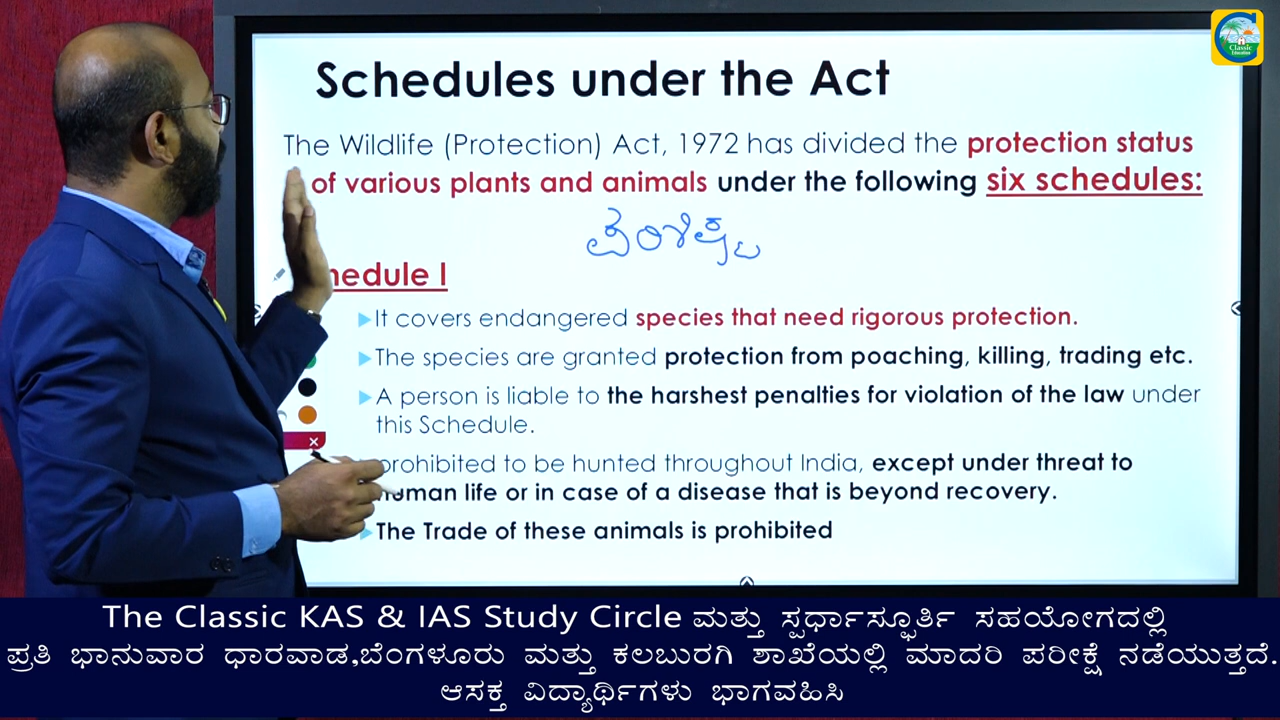 Classic
Education
Schedules under the Act
The Wildlife (Protection) Act, 1972 has divided the protection status
of various plants and animals under the following six schedules:
hedule I
It covers endangered species that need rigorous protection.
The species are granted protection from poaching, killing, trading etc.
A person is liable to the harshest penalties for violation of the law under
this Schedule.
prohibited to be hunted throughout India, except under threat to
human life or in case of a disease that is beyond recovery.
The Trade of these animals is prohibited
The Classic KAS & IAS Study Circle ಮತ್ತು ಸ್ಪರ್ಧಾಸ್ಫೂರ್ತಿ ಸಹಯೋಗದಲ್ಲಿ
ಪ್ರತಿ ಭಾನುವಾರ ಧಾರವಾಡ,ಬೆಂಗಳೂರು ಮತ್ತು ಕಲಬುರಗಿ ಶಾಖೆಯಲ್ಲಿ ಮಾದರಿ ಪರೀಕ್ಷೆ ನಡೆಯುತ್ತದೆ.
ಆಸಕ್ತ ವಿದ್ಯಾರ್ಥಿಗಳು ಭಾಗವಹಿಸಿ